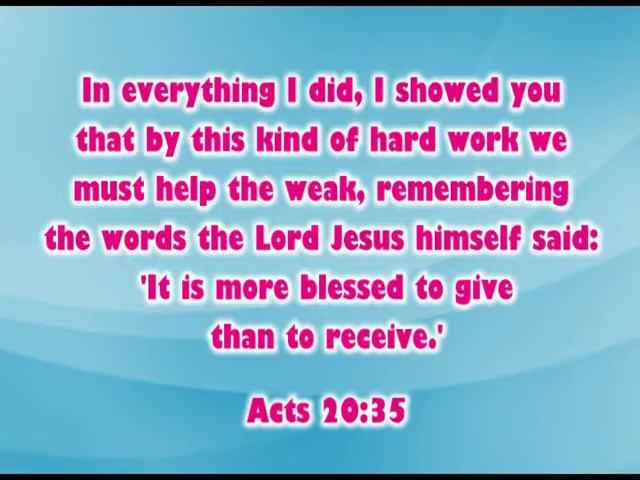 In everything I did, I showed you
that by this kind of hard work we
must help the weak, remembering
the words the Lord Jesus himself said:
'It is more blessed to give
than to receive.'
Acts 20:35